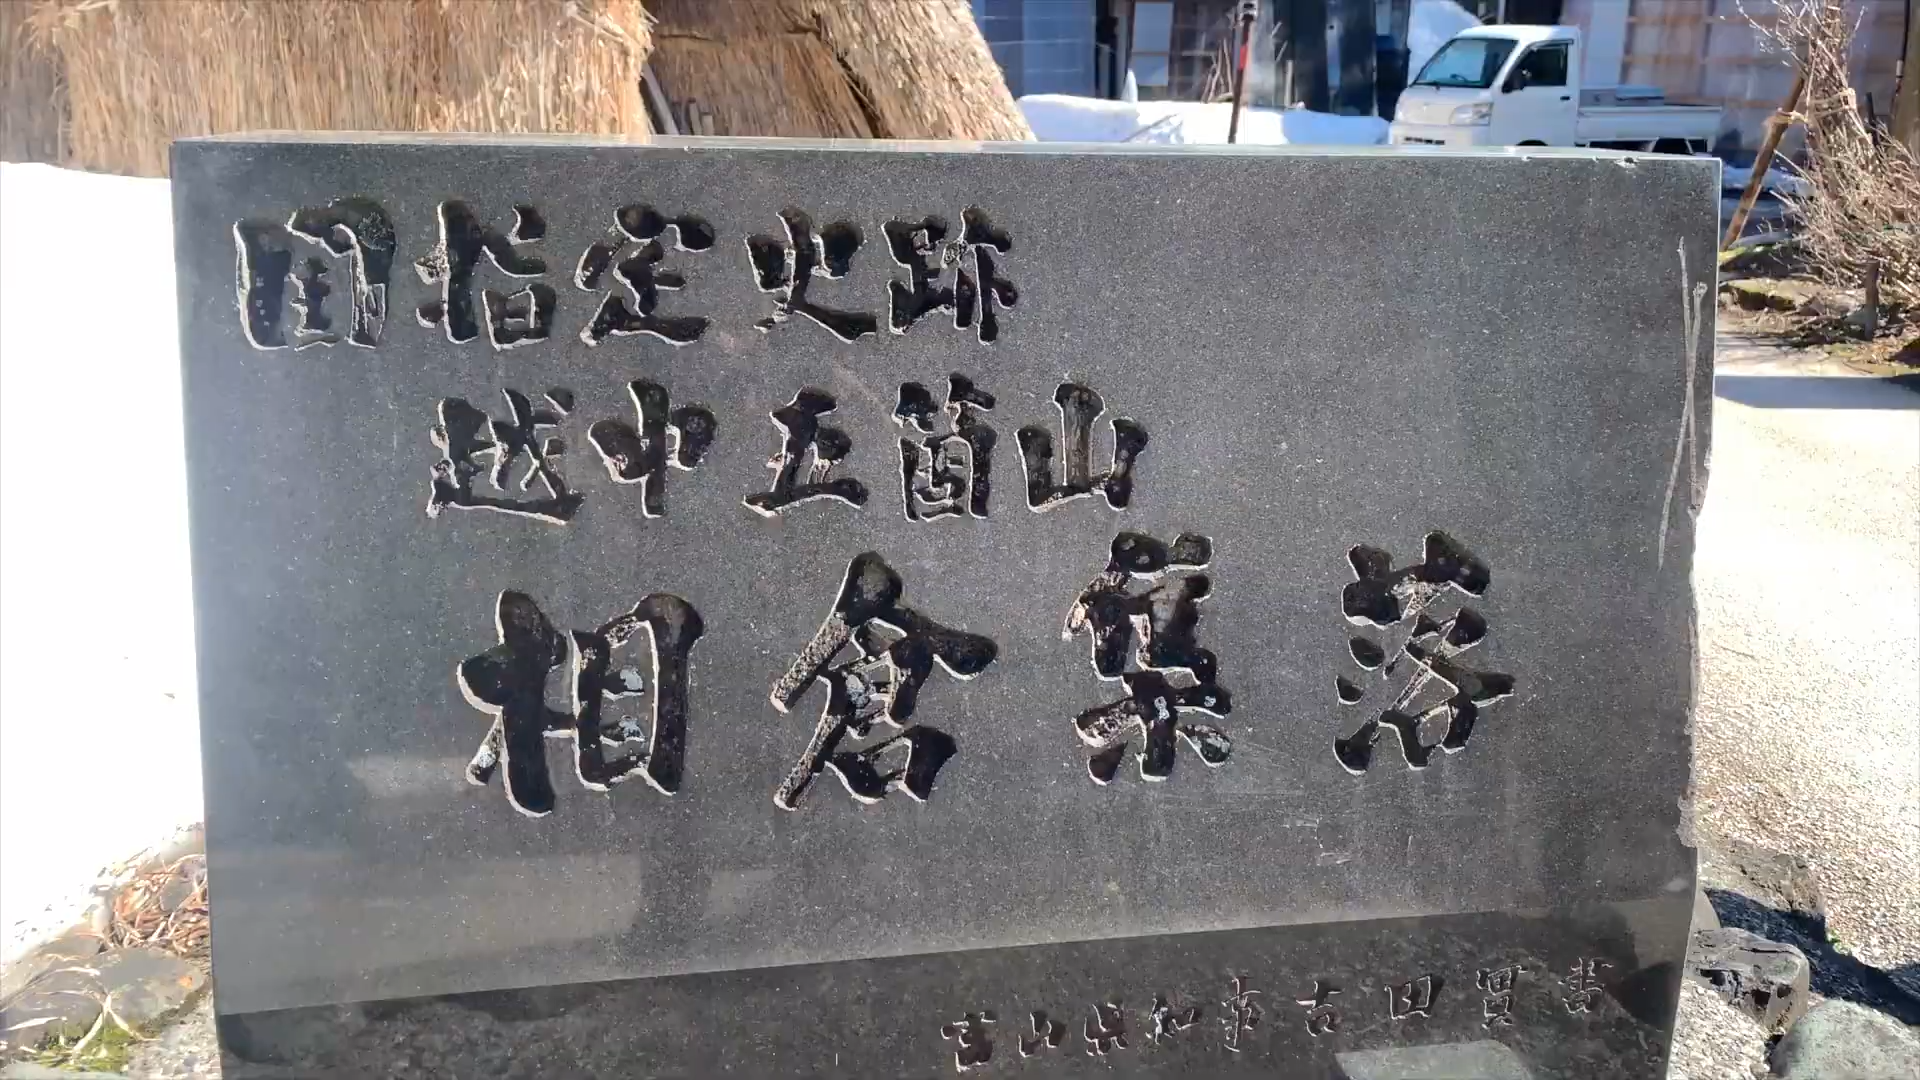 国指定史跡
越中五箇山
相倉集落
富山県知事吉田實書